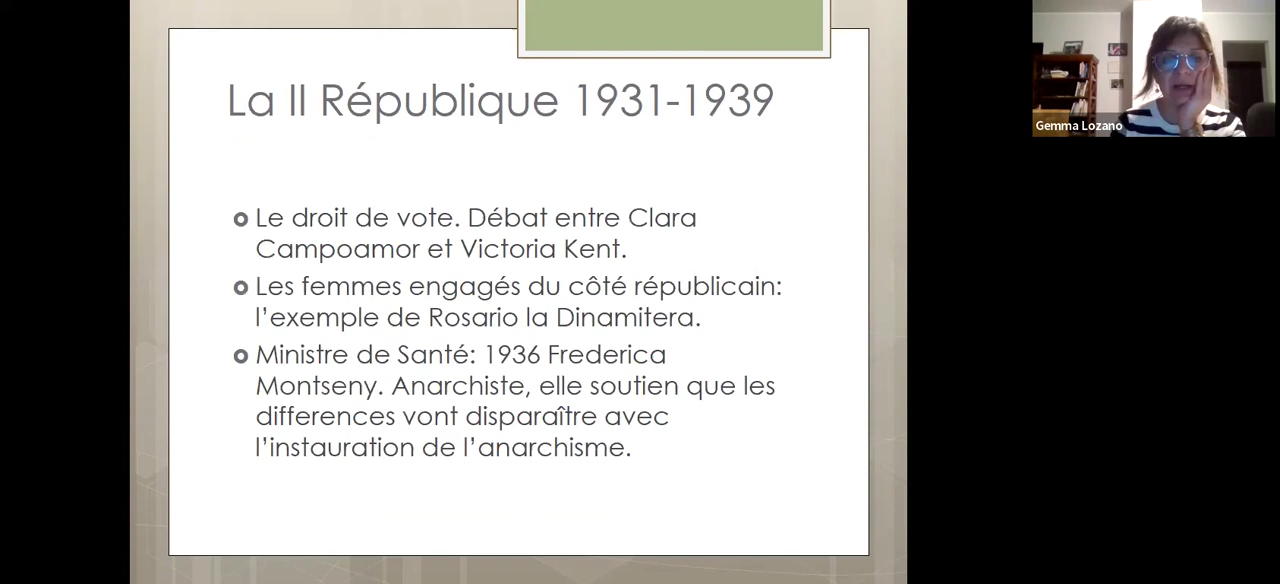 La II République 1931-1939
Le droit de vote. Débat entre Clara
Campoamor et Victoria Kent.
Les femmes engagés du côté républicain:
l’exemple de Rosario la Dinamitera.
Ministre de Santé: 1936 Frederica
Montseny. Anarchiste, elle soutien que les
differences vont disparaître avec
l’instauration de l’anarchisme.
Gemma Lozano